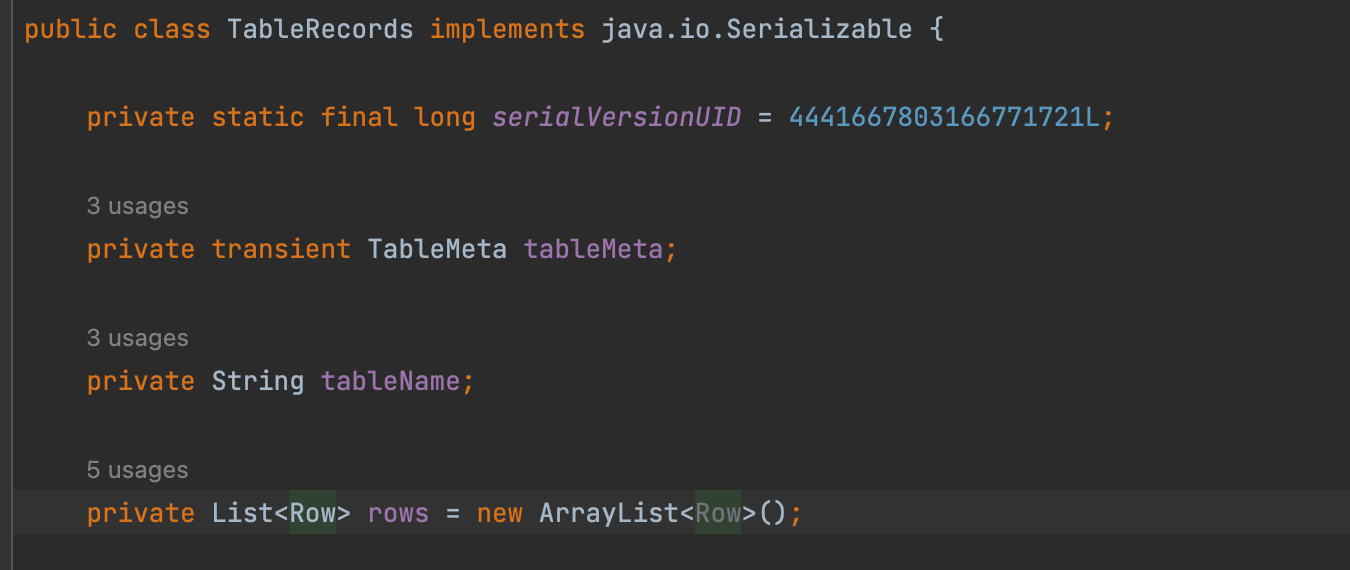 public class TableRecords implements java.io.Serializable {
private static final long serialVersionUID = 4441667803166771721L;
3 usages
private transient TableMeta tableMeta;
3 usages
private String tableName;
5 usages
private List<Row> rows = new ArrayList<Row>();